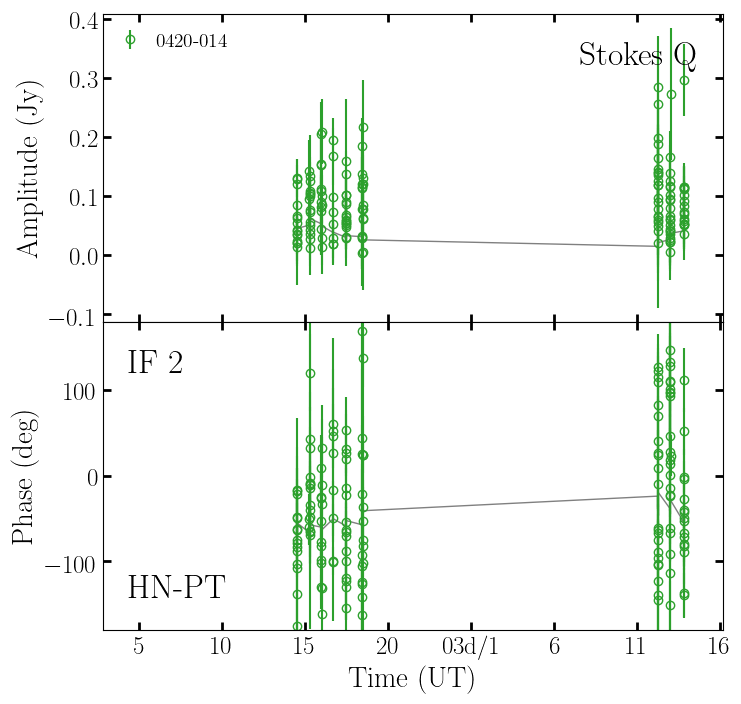 0420-014
Stokes Q
Amplitude (Jy)
0.4
0.3
0.2
0.1
0.0
−0.1
IF 2
HN-PT
Phase (deg)
100
0
−100
5 10 15 20 03d/1 6 11 16
Time (UT)